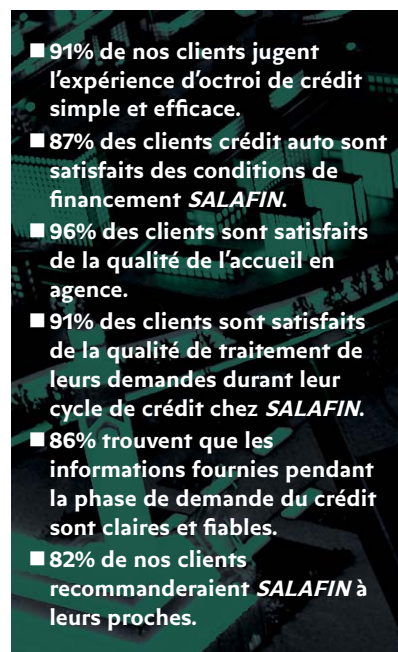 ■ 91% de nos clients jugent
l'expérience d'octroi de crédit
simple et efficace.
■ 87% des clients crédit auto sont
satisfaits des conditions de
financement SALAFIN.
■ 96% des clients sont satisfaits
de la qualité de l'accueil en
agence.
■ 91% des clients sont satisfaits
de la qualité de traitement de
leurs demandes durant leur
cycle de crédit chez SALAFIN.
■ 86% trouvent que les
informations fournies pendant
la phase de demande du crédit
sont claires et fiables.
■ 82% de nos clients
recommanderaient SALAFIN à
leurs proches.